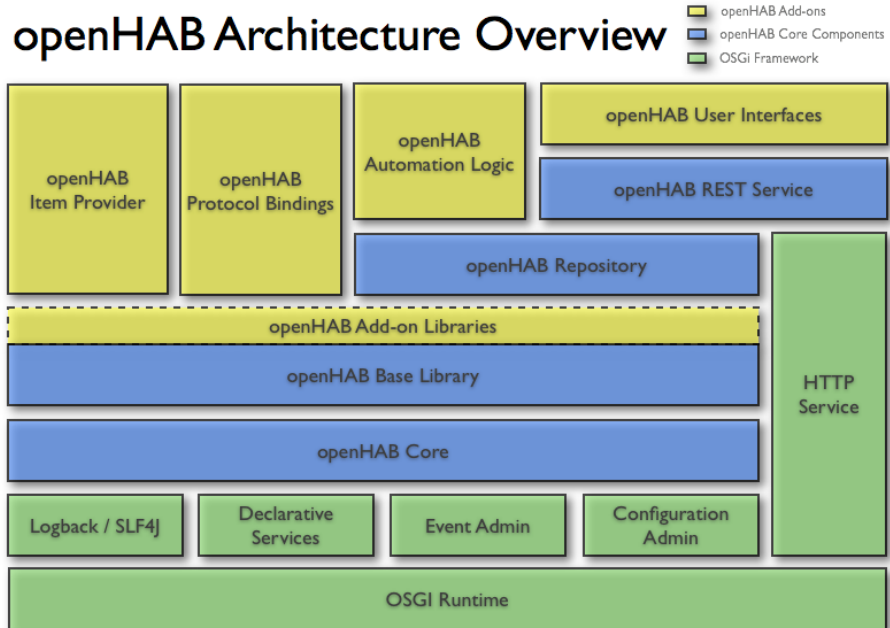 openHAB Architecture Overview
openHAB Add-ons
openHAB Core Components
OSGi Framework
openHAB
Item Provider
openHAB
Protocol Bindings
openHAB
Automation Logic
openHAB User Interfaces
openHAB REST Service
openHAB Repository
openHAB Add-on Libraries
openHAB Base Library
HTTP
Service
openHAB Core
Logback / SLF4J
Declarative
Services
Event Admin
Configuration
Admin
OSGI Runtime